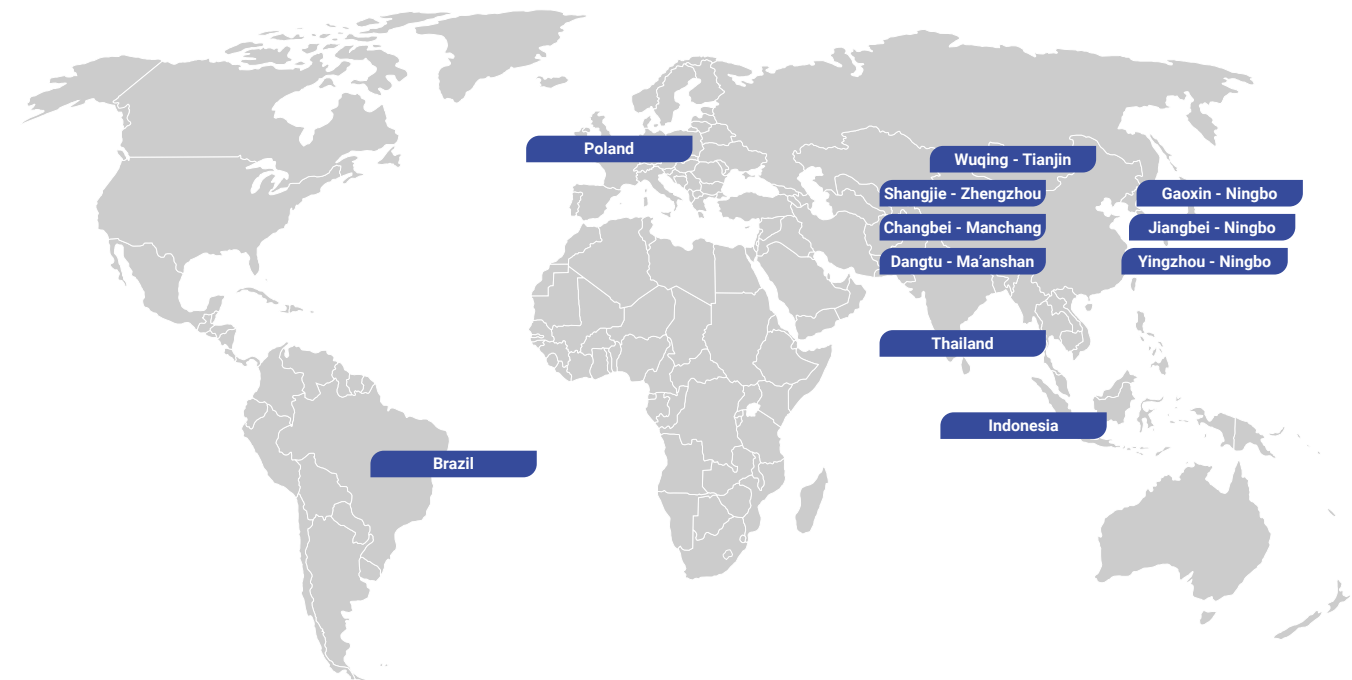 Poland
Wuqing - Tianjin
Shangjie - Zhengzhou
Gaoxin - Ningbo
Changbei - Manchang
Jiangbei - Ningbo
Dangtu - Ma’anshan
Yingzhou - Ningbo
Thailand
Indonesia
Brazil